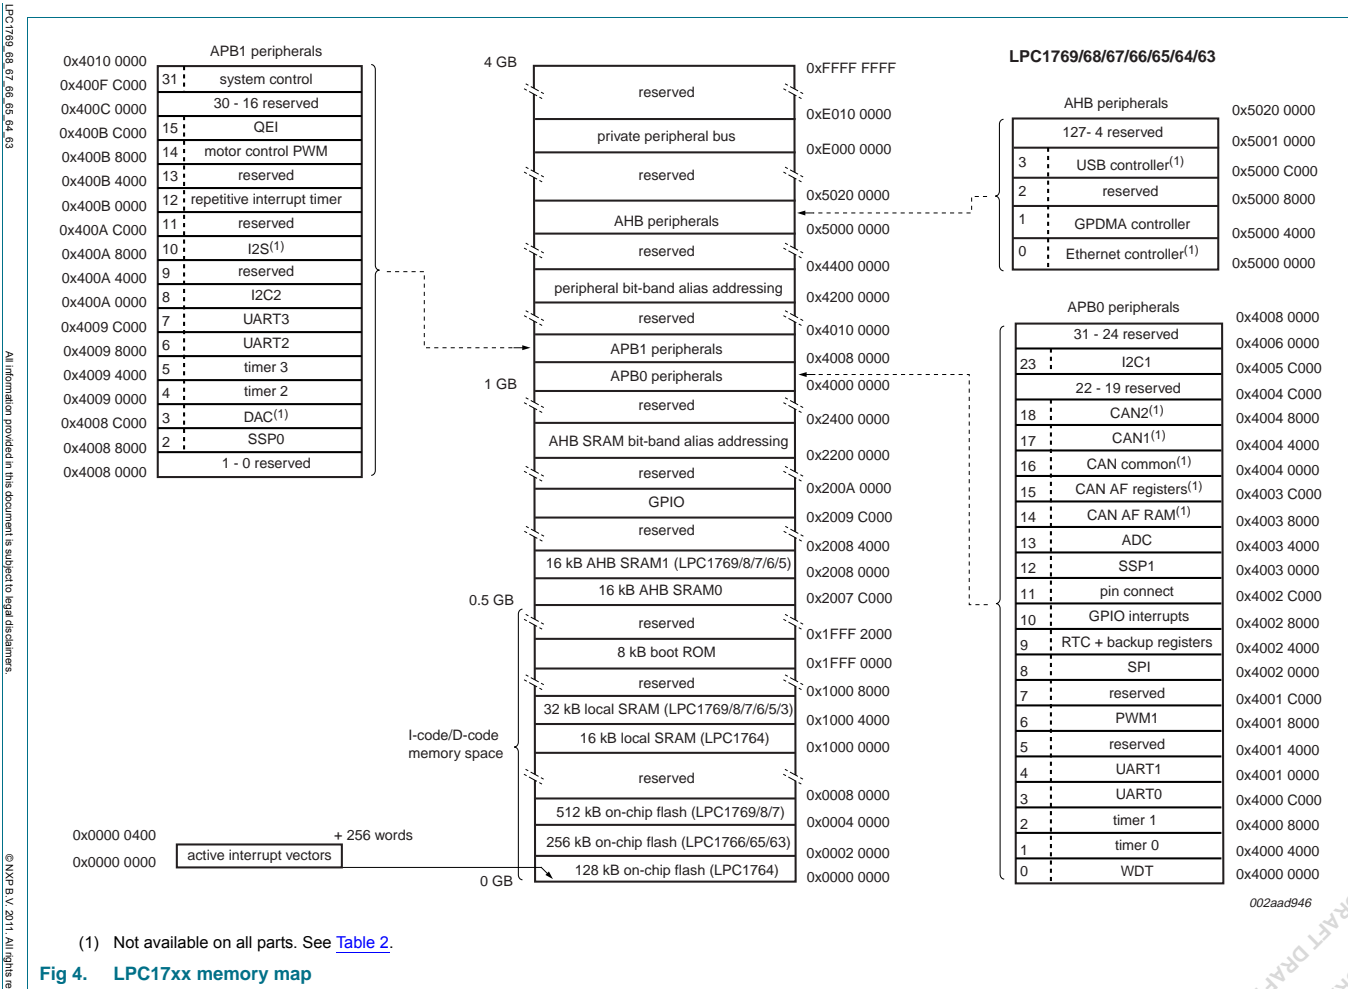 LPC1769_68_67_66_65_64_63
All information provided in this document is subject to legal disclaimers.
© NXP B.V. 2011. All rights re
APB1 peripherals
0x4010 0000
31 system control
0x400F C000
30 - 16 reserved
0x400C 0000
15 QEI
0x400B C000
14 motor control PWM
0x400B 8000
13 reserved
0x400B 4000
12 repetitive interrupt timer
0x400B 0000
11 reserved
0x400A C000
10 I2S(1)
0x400A 8000
9 reserved
0x400A 4000
8 I2C2
0x400A 0000
7 UART3
0x4009 C000
6 UART2
0x4009 8000
5 timer 3
0x4009 4000
4 timer 2
0x4009 0000
3 DAC(1)
0x4008 C000
2 SSP0
0x4008 8000
1 - 0 reserved
0x4008 0000
0x0000 0400
+ 256 words
active interrupt vectors
0x0000 0000
4 GB
0xFFFF FFFF
reserved
0xE010 0000
private peripheral bus
0xE000 0000
reserved
0x5020 0000
AHB peripherals
0x5000 0000
reserved
0x4400 0000
peripheral bit-band alias addressing
0x4200 0000
reserved
0x4010 0000
APB1 peripherals
0x4008 0000
APB0 peripherals
1 GB
0x4000 0000
reserved
0x2400 0000
AHB SRAM bit-band alias addressing
0x2200 0000
reserved
0x200A 0000
GPIO
0x2009 C000
reserved
0x2008 4000
16 kB AHB SRAM1 (LPC1769/8/7/6/5)
0x2008 0000
16 kB AHB SRAM0
0x2007 C000
0.5 GB
reserved
0x1FFF 2000
8 kB boot ROM
0x1FFF 0000
reserved
0x1000 8000
32 kB local SRAM (LPC1769/8/7/6/5/3)
0x1000 4000
16 kB local SRAM (LPC1764)
0x1000 0000
I-code/D-code
memory space
reserved
0x0008 0000
512 kB on-chip flash (LPC1769/8/7)
0x0004 0000
256 kB on-chip flash (LPC1766/65/63)
0x0002 0000
128 kB on-chip flash (LPC1764)
0x0000 0000
0 GB
LPC1769/68/67/66/65/64/63
AHB peripherals
0x5020 0000
127- 4 reserved
0x5001 0000
3 USB controller(1)
0x5000 C000
2 reserved
0x5000 8000
1 GPDMA controller
0x5000 4000
0 Ethernet controller(1)
0x5000 0000
APB0 peripherals
0x4008 0000
31 - 24 reserved
0x4006 0000
23 I2C1
0x4005 C000
22 - 19 reserved
0x4004 C000
18 CAN2(1)
0x4004 8000
17 CAN1(1)
0x4004 4000
16 CAN common(1)
0x4004 0000
15 CAN AF registers(1)
0x4003 C000
14 CAN AF RAM(1)
0x4003 8000
13 ADC
0x4003 4000
12 SSP1
0x4003 0000
11 pin connect
0x4002 C000
10 GPIO interrupts
0x4002 8000
9 RTC + backup registers
0x4002 4000
8 SPI
0x4002 0000
7 reserved
0x4001 C000
6 PWM1
0x4001 8000
5 reserved
0x4001 4000
4 UART1
0x4001 0000
3 UART0
0x4000 C000
2 timer 1
0x4000 8000
1 timer 0
0x4000 4000
0 WDT
0x4000 0000
002aad946
(1) Not available on all parts. See Table 2.
Fig 4. LPC17xx memory map